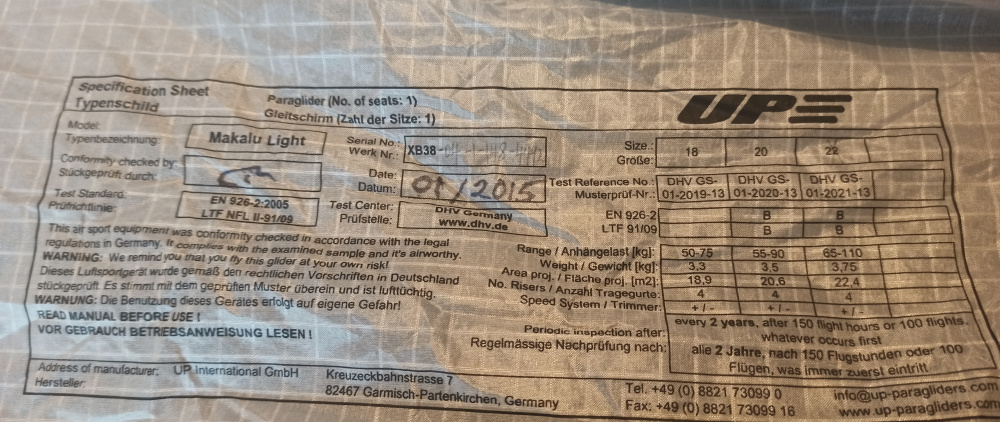 Specification Sheet
Typenschild
Paraglider (No. of seats: 1)
Gleitschirm (Zahl der Sitze: 1)
UP
Model:
Typenbezeichnung:
Makalu Light
Serial No.:
Werk Nr.:
XB38-
Size.:
Größe:
18 20 22
Conformity checked by:
Stückgeprüft durch:
Date:
Datum:
01/2015
Test Reference No.:
Musterprüf-Nr.:
DHV GS-
01-2019-13
DHV GS-
01-2020-13
DHV GS-
01-2021-13
Test Standard:
Prüfrichtlinie:
EN 926-2:2005
LTF NFL II-91/09
Test Center:
Prüfstelle:
DHV Germany
www.dhv.de
EN 926-2 B B
LTF 91/09 B B
This air sport equipment was conformity checked in accordance with the legal
regulations in Germany. It complies with the examined sample and it's airworthy.
WARNING: We remind you that you fly this glider at your own risk!
Dieses Luftsportgerät wurde gemäß den rechtlichen Vorschriften in Deutschland
stückgeprüft. Es stimmt mit dem geprüften Muster überein und ist lufttüchtig.
WARNUNG: Die Benutzung dieses Gerätes erfolgt auf eigene Gefahr!
READ MANUAL BEFORE USE !
VOR GEBRAUCH BETRIEBSANWEISUNG LESEN !
Range / Anhängelast [kg]: 50-75 55-90 65-110
Weight / Gewicht [kg]: 3,3 3,5 3,75
Area proj. / Fläche proj. [m2]: 18,9 20,6 22,4
No. Risers / Anzahl Tragegurte: 4 4 4
Speed System / Trimmer: + / - + / - + / -
Periodic inspection after:
every 2 years, after 150 flight hours or 100 flights,
whatever occurs first
Regelmässige Nachprüfung nach:
alle 2 Jahre, nach 150 Flugstunden oder 100
Flügen, was immer zuerst eintritt
Address of manufacturer: UP International GmbH
Hersteller:
Kreuzeckbahnstrasse 7
82467 Garmisch-Partenkirchen, Germany
Tel. +49 (0) 8821 73099 0
Fax: +49 (0) 8821 73099 16
info@up-paragliders.com
www.up-paragliders.com